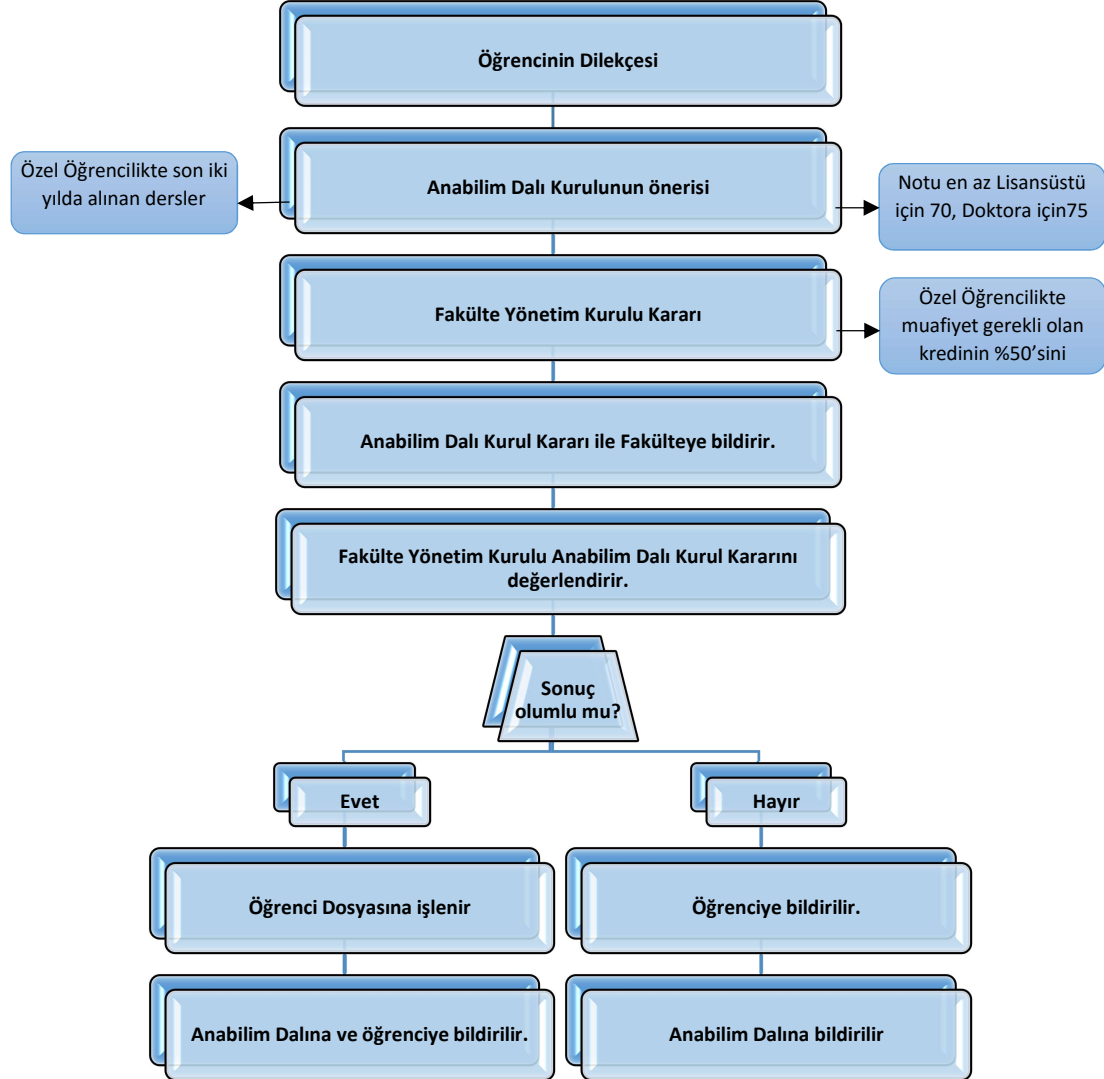 Öğrencinin Dilekçesi
Özel Öğrencilikte son iki
yılda alınan dersler
Anabilim Dalı Kurulunun önerisi
Notu en az Lisansüstü
için 70, Doktora için75
Fakülte Yönetim Kurulu Kararı
Özel Öğrencilikte
muafiyet gerekli olan
kredinin %50’sini
Anabilim Dalı Kurul Kararı ile Fakülteye bildirir.
Fakülte Yönetim Kurulu Anabilim Dalı Kurul Kararını
değerlendirir.
Sonuç
olumlu mu?
Evet
Hayır
Öğrenci Dosyasına işlenir
Öğrenciye bildirilir.
Anabilim Dalına ve öğrenciye bildirilir.
Anabilim Dalına bildirilir